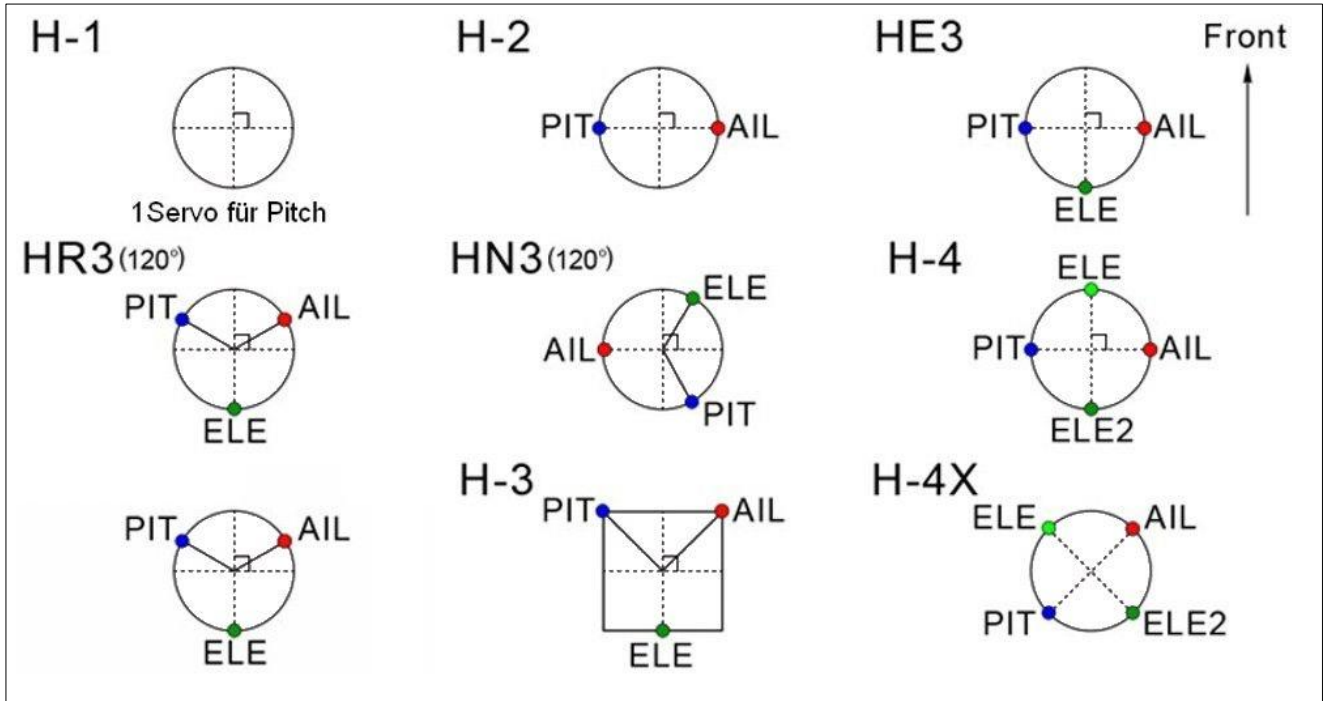 H-1
H-2
HE3
Front
PIT AIL
PIT AIL
ELE
1Servo für Pitch
HR3 (120°)
HN3 (120°)
H-4
ELE
PIT AIL
ELE
AIL
PIT
PIT AIL
ELE2
ELE
H-3
H-4X
PIT AIL
ELE
PIT AIL
ELE
ELE AIL
PIT ELE2